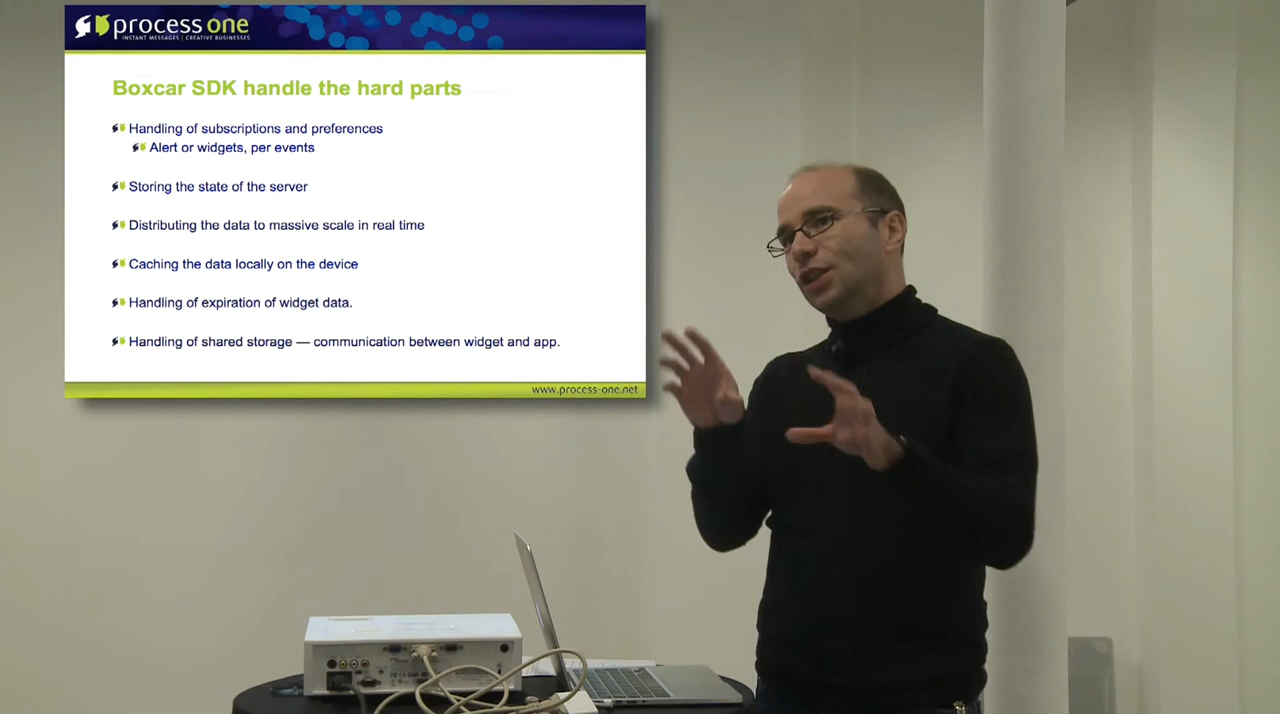 process one
INSTANT MESSAGES | CREATIVE BUSINESSES
Boxcar SDK handle the hard parts
Handling of subscriptions and preferences
Alert or widgets, per events
Storing the state of the server
Distributing the data to massive scale in real time
Caching the data locally on the device
Handling of expiration of widget data.
Handling of shared storage — communication between widget and app.
www.process-one.net